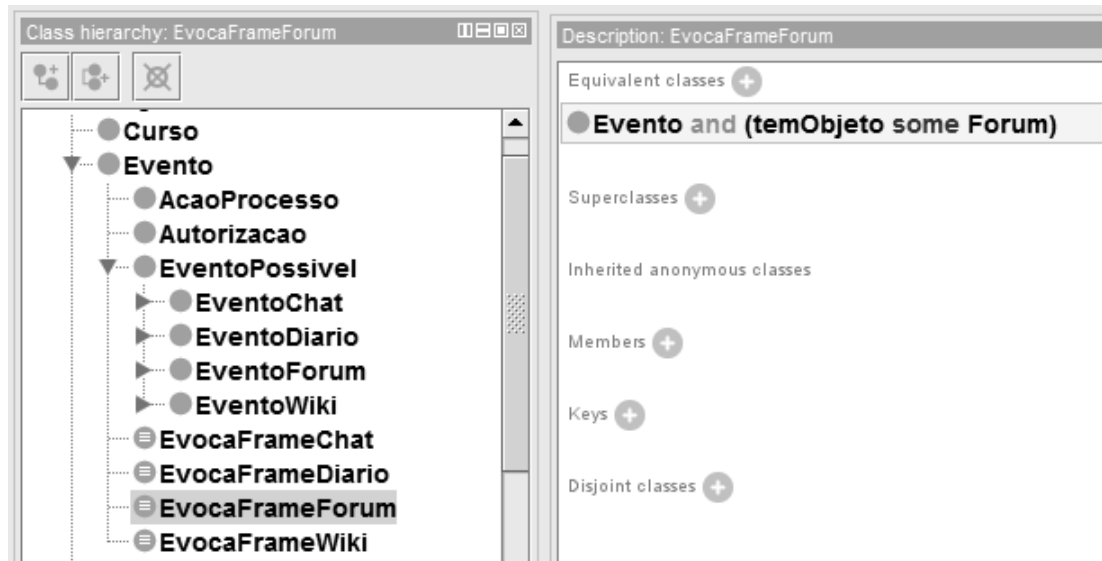 Class hierarchy: EvocaFrameForum
Curso
Evento
AcaoProcesso
Autorizacao
EventoPossivel
EventoChat
EventoDiario
EventoForum
EventoWiki
EvocaFrameChat
EvocaFrameDiario
EvocaFrameForum
EvocaFrameWiki
Description: EvocaFrameForum
Equivalent classes
Evento and (temObjeto some Forum)
Superclasses
Inherited anonymous classes
Members
Keys
Disjoint classes